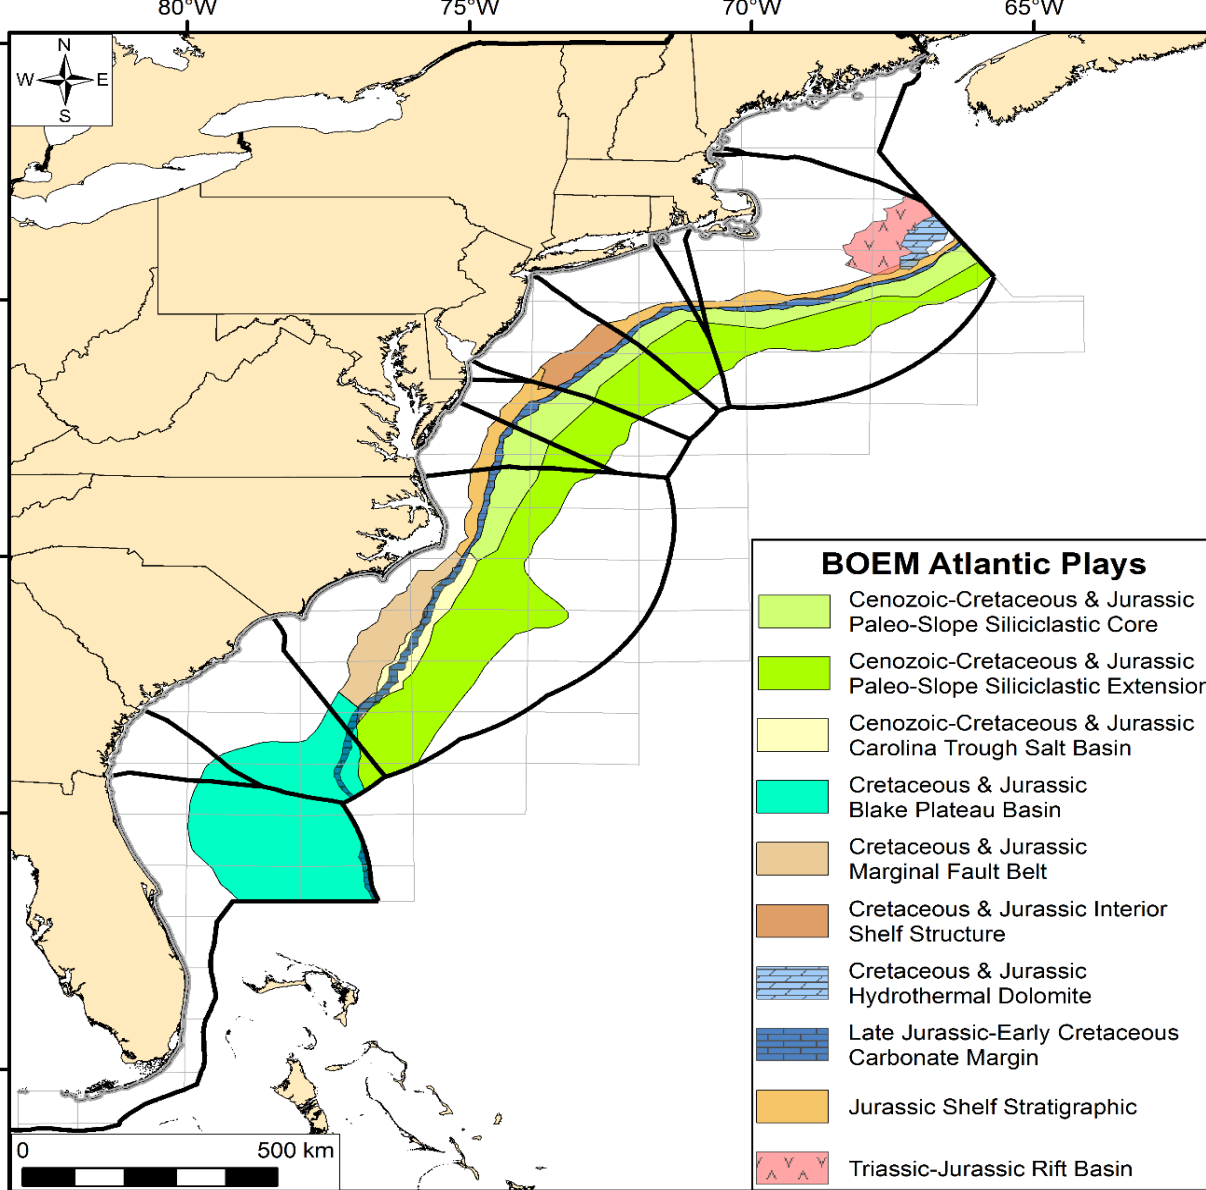 80°W 75°W 70°W 65°W
N
W E
S
BOEM Atlantic Plays
Cenozoic-Cretaceous & Jurassic
Paleo-Slope Siliciclastic Core
Cenozoic-Cretaceous & Jurassic
Paleo-Slope Siliciclastic Extension
Cenozoic-Cretaceous & Jurassic
Carolina Trough Salt Basin
Cretaceous & Jurassic
Blake Plateau Basin
Cretaceous & Jurassic
Marginal Fault Belt
Cretaceous & Jurassic Interior
Shelf Structure
Cretaceous & Jurassic
Hydrothermal Dolomite
Late Jurassic-Early Cretaceous
Carbonate Margin
Jurassic Shelf Stratigraphic
Triassic-Jurassic Rift Basin
0 500 km